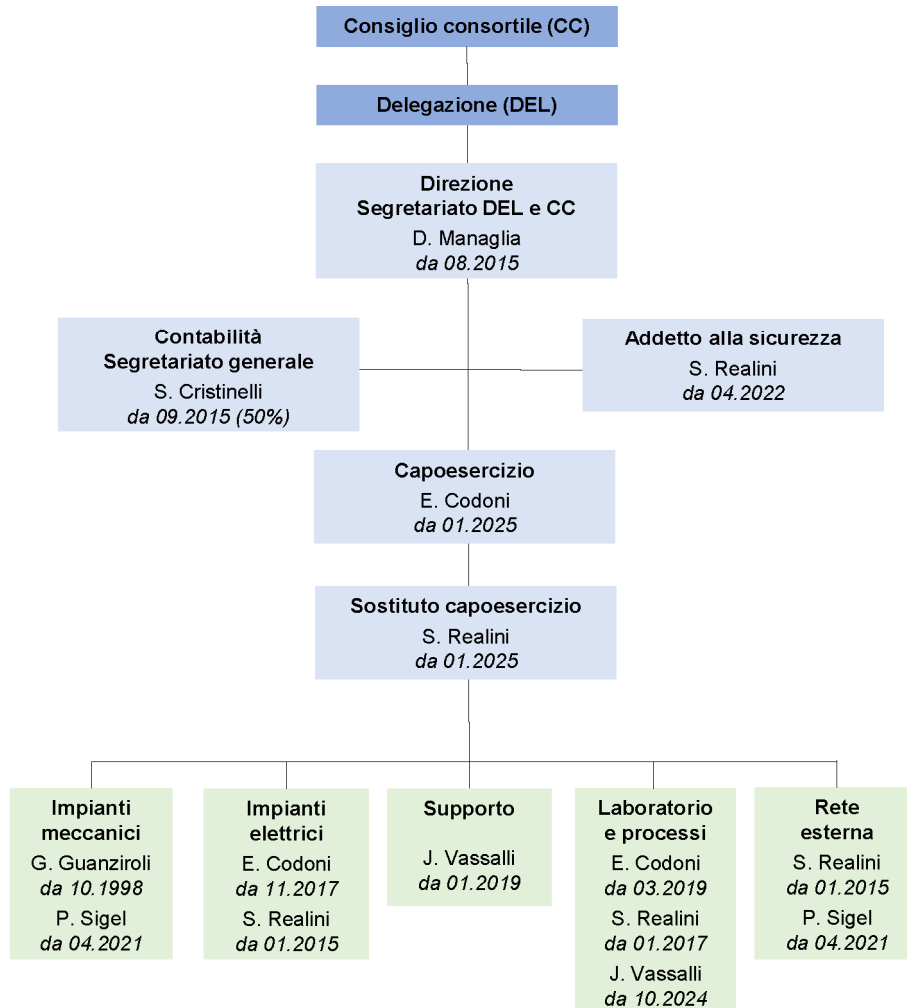 Consiglio consortile (CC)
Delegazione (DEL)
Direzione
Segretariato DEL e CC
D. Managlia
da 08.2015
Contabilità
Segretariato generale
S. Cristinelli
da 09.2015 (50%)
Addetto alla sicurezza
S. Realini
da 04.2022
Capoesercizio
E. Codoni
da 01.2025
Sostituto capoesercizio
S. Realini
da 01.2025
Impianti
meccanici
G. Guanziroli
da 10.1998
P. Sigel
da 04.2021
Impianti
elettrici
E. Codoni
da 11.2017
S. Realini
da 01.2015
Supporto
J. Vassalli
da 01.2019
Laboratorio
e processi
E. Codoni
da 03.2019
S. Realini
da 01.2017
J. Vassalli
da 10.2024
Rete
esterna
S. Realini
da 01.2015
P. Sigel
da 04.2021